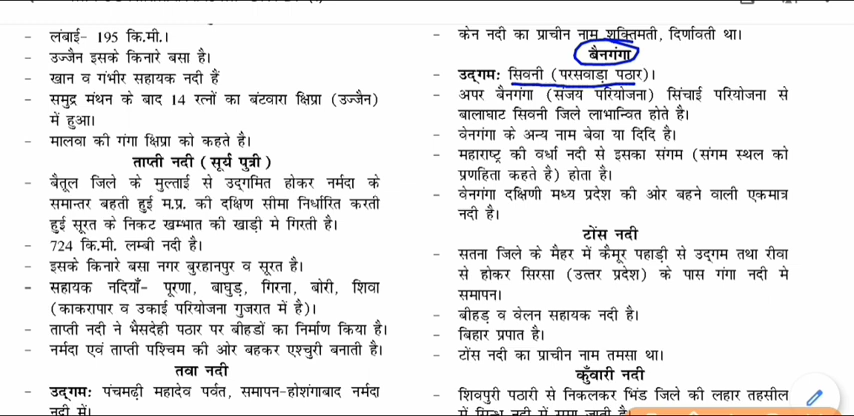 - लंबाई- 195 कि.मी.।
- उज्जैन इसके किनारे बसा है।
- खान व गंभीर सहायक नदी हैं
- समुद्र मंथन के बाद 14 रत्नों का बंटवारा क्षिप्रा (उज्जैन)
में हुआ।
- मालवा की गंगा क्षिप्रा को कहते है।
ताप्ती नदी (सूर्य पुत्री)
- बैतूल जिले के मुल्ताई से उद्गमित होकर नर्मदा के
समान्तर बहती हुई म.प्र. की दक्षिण सीमा निर्धारित करती
हुई सूरत के निकट खम्भात की खाड़ी मे गिरती है।
- 724 कि.मी. लम्बी नदी है।
- इसके किनारे बसा नगर बुरहानपुर व सूरत है।
- सहायक नदियाँ- पूरणा, बाघुड़, गिरना, बोरी, शिवा
(काकरापार व उकाई परियोजना गुजरात में है)।
- ताप्ती नदी ने भैसदेही पठार पर बीहडों का निर्माण किया है।
- नर्मदा एवं ताप्ती पश्चिम की ओर बहकर एश्चुरी बनाती है।
तवा नदी
- उद्गमः पंचमढ़ी महादेव पर्वत, समापन-होशंगाबाद नर्मदा
नदी में।
- केन नदी का प्राचीन नाम शक्तिमती, दिर्णावती था।
बैनगंगा
- उद्गमः सिवनी (परसवाड़ा पठार)।
- अपर बैनगंगा (संजय परियोजना) सिंचाई परियोजना से
बालाघाट सिवनी जिले लाभान्वित होते है।
- वेनगंगा के अन्य नाम बेवा या दिदि है।
- महाराष्ट्र की वर्धा नदी से इसका संगम (संगम स्थल को
प्रणहिता कहते है) होता है।
- वेनगंगा दक्षिणी मध्य प्रदेश की ओर बहने वाली एकमात्र
नदी है।
टोंस नदी
- सतना जिले के मैहर में कैमूर पहाड़ी से उद्गम तथा रीवा
से होकर सिरसा (उत्तर प्रदेश) के पास गंगा नदी मे
समापन।
- बीहड़ व वेलन सहायक नदी है।
- बिहार प्रपात है।
- टोंस नदी का प्राचीन नाम तमसा था।
कुँवारी नदी
- शिवपुरी पठारी से निकलकर भिंड जिले की लहार तहसील